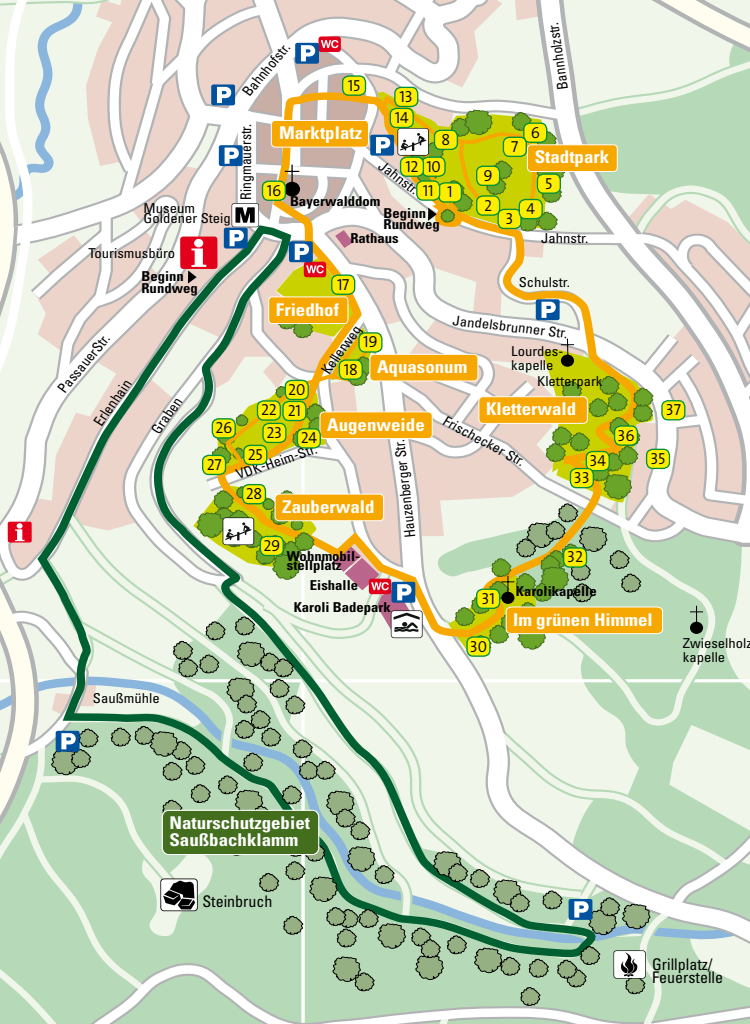 P
WC
Bahnhofstr.
Bannholzstr.
P
15
13
14
Marktplatz
P
8
6
7
Stadtpark
Ringmauerstr.
P
12
10
9
5
Jahnstr.
11
1
2
3
4
16
Bayerwalddom
Beginn
Rundweg
Museum
Goldener Steig
M
P
Rathaus
Jahnstr.
Tourismusbüro
i
P
WC
Beginn
Rundweg
17
Schulstr.
Friedhof
P
Jandelsbrunner Str.
PassauerStr.
Kellerweg
19
18
Aquasonum
Lourdes-
kapelle
Kletterpark
Erlenhain
Graben
20
22
21
Augenweide
Kletterwald
37
26
23
24
Frischecker Str.
36
25
27
VDK-Heim-Str.
34
35
33
Hauzenberger Str.
28
Zauberwald
i
29
Wohnmobil-
stellplatz
32
Eishalle
WC
P
31
Karolikapelle
Karoli Badepark
Im grünen Himmel
30
Zwieselholz
kapelle
Saußmühle
P
Naturschutzgebiet
Saußbachklamm
Steinbruch
P
Grillplatz/
Feuerstelle